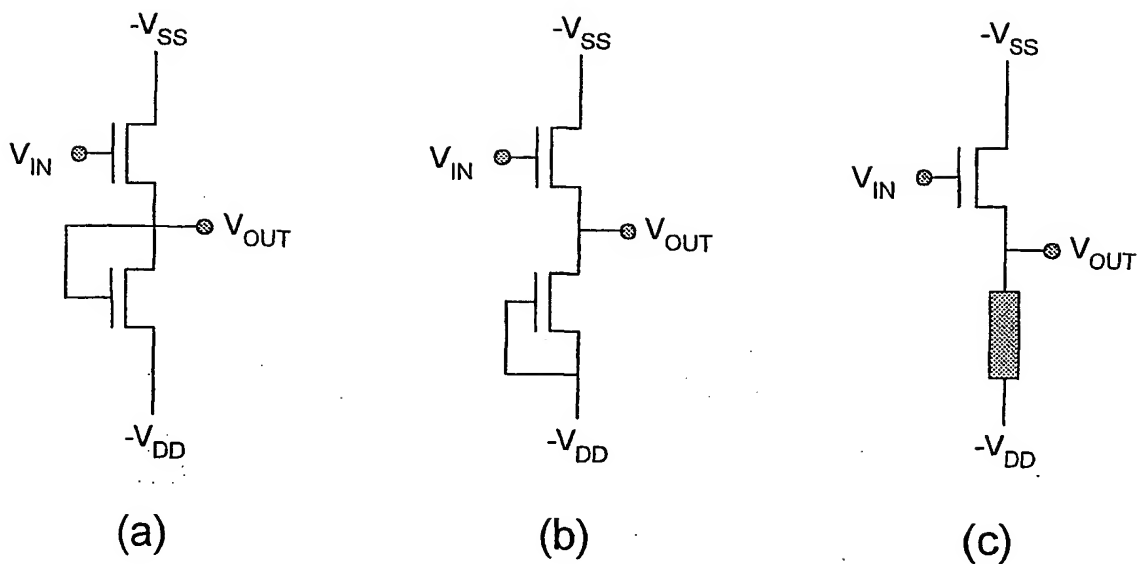 -V_SS
V_IN
V_OUT
-V_DD
(a)
-V_SS
V_IN
V_OUT
-V_DD
(b)
-V_SS
V_IN
V_OUT
-V_DD
(c)